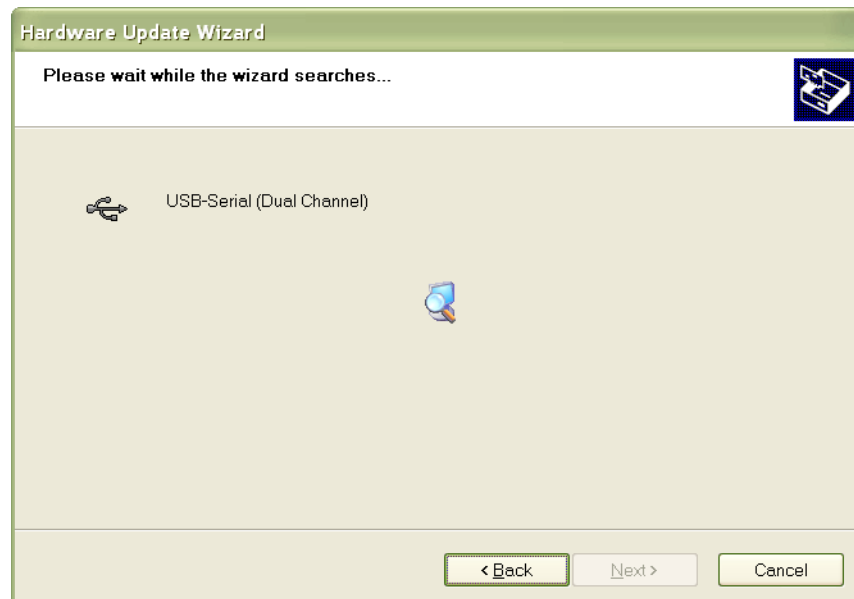 Hardware Update Wizard
Please wait while the wizard searches...
USB-Serial (Dual Channel)
< Back
Next >
Cancel